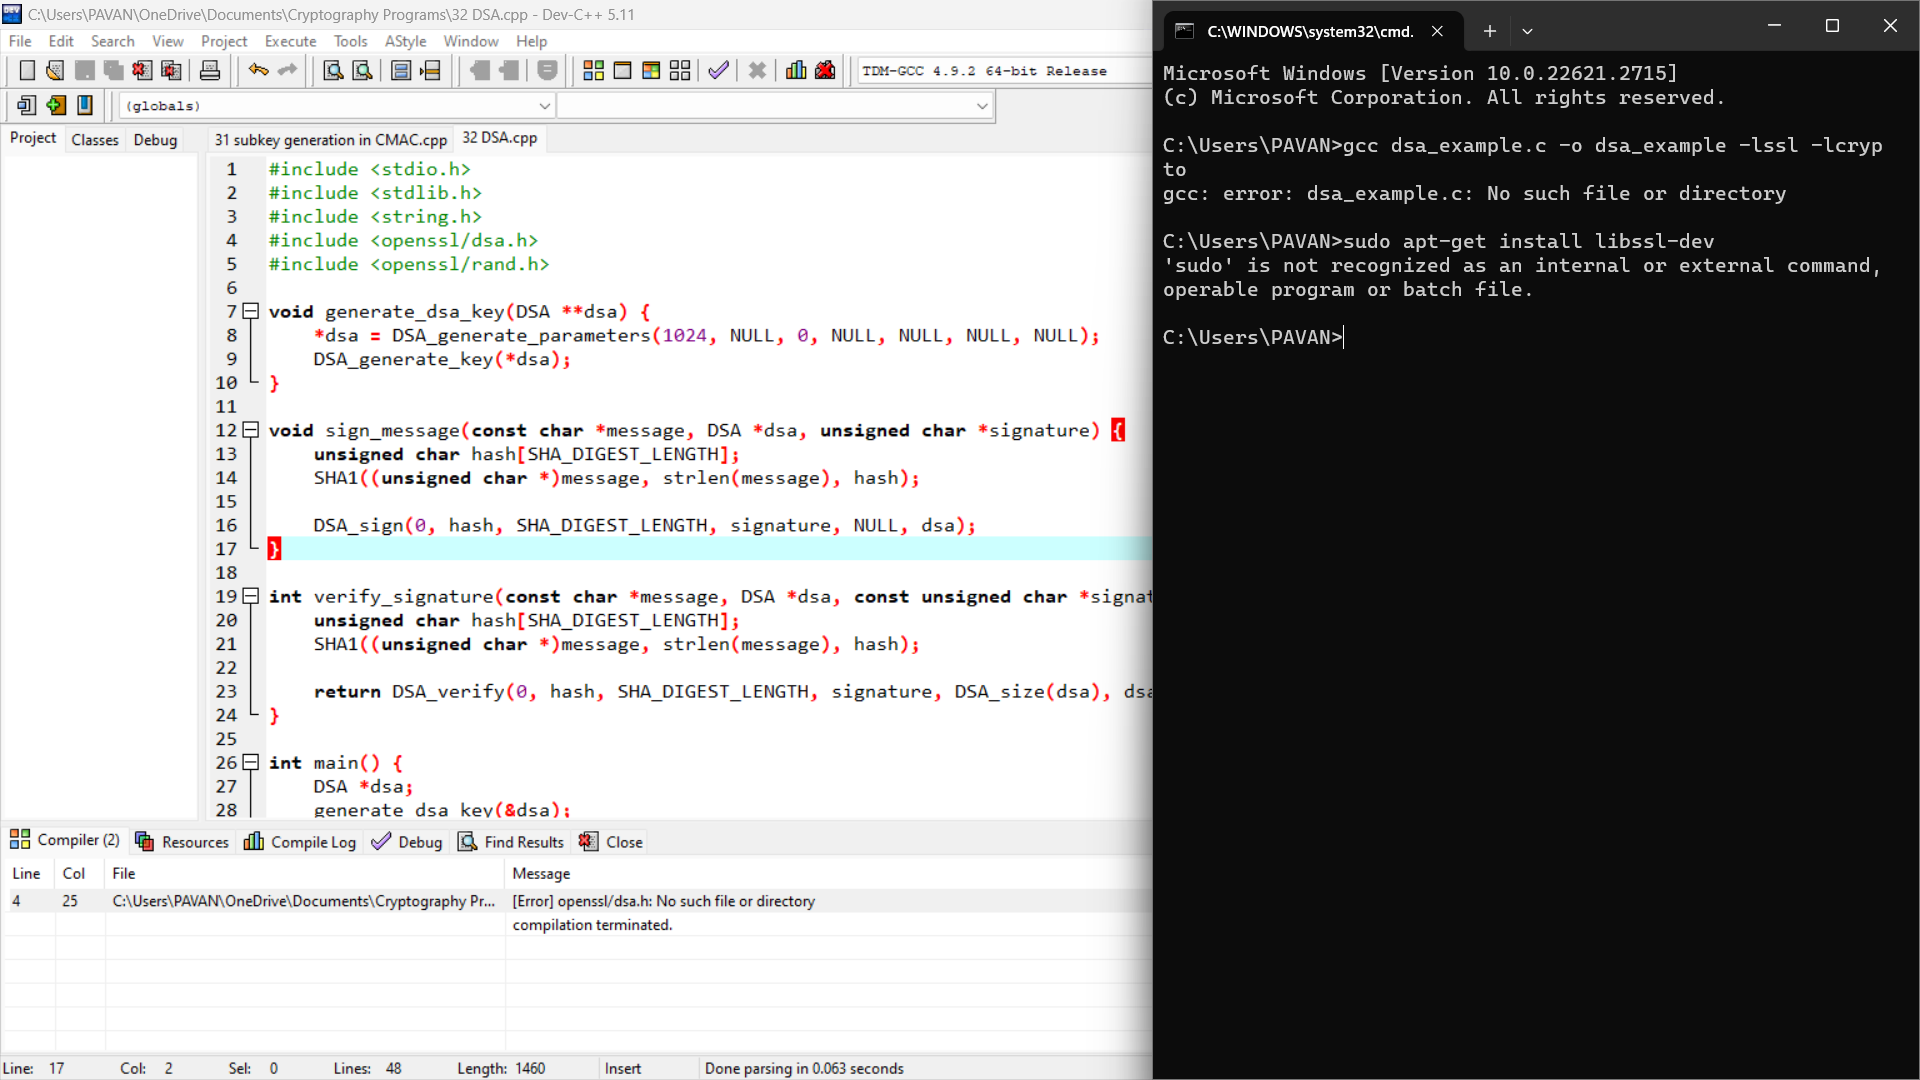 C:\Users\PAVAN\OneDrive\Documents\Cryptography Programs\32 DSA.cpp - Dev-C++ 5.11
File Edit Search View Project Execute Tools AStyle Window Help
TDM-GCC 4.9.2 64-bit Release
(globals)
Project Classes Debug
31 subkey generation in CMAC.cpp 32 DSA.cpp
1 #include <stdio.h>
2 #include <stdlib.h>
3 #include <string.h>
4 #include <openssl/dsa.h>
5 #include <openssl/rand.h>
6
7 void generate_dsa_key(DSA **dsa) {
8 *dsa = DSA_generate_parameters(1024, NULL, 0, NULL, NULL, NULL, NULL);
9 DSA_generate_key(*dsa);
10 }
11
12 void sign_message(const char *message, DSA *dsa, unsigned char *signature) {
13 unsigned char hash[SHA_DIGEST_LENGTH];
14 SHA1((unsigned char *)message, strlen(message), hash);
15
16 DSA_sign(0, hash, SHA_DIGEST_LENGTH, signature, NULL, dsa);
17 }
18
19 int verify_signature(const char *message, DSA *dsa, const unsigned char *signat
20 unsigned char hash[SHA_DIGEST_LENGTH];
21 SHA1((unsigned char *)message, strlen(message), hash);
22
23 return DSA_verify(0, hash, SHA_DIGEST_LENGTH, signature, DSA_size(dsa), dsa
24 }
25
26 int main() {
27 DSA *dsa;
28 generate_dsa_key(&dsa);
Compiler (2) Resources Compile Log Debug Find Results Close
Line Col File Message
4 25 C:\Users\PAVAN\OneDrive\Documents\Cryptography Pr... [Error] openssl/dsa.h: No such file or directory
compilation terminated.
Line: 17 Col: 2 Sel: 0 Lines: 48 Length: 1460 Insert Done parsing in 0.063 seconds
C:\WINDOWS\system32\cmd.
Microsoft Windows [Version 10.0.22621.2715]
(c) Microsoft Corporation. All rights reserved.
C:\Users\PAVAN>gcc dsa_example.c -o dsa_example -lssl -lcryp
to
gcc: error: dsa_example.c: No such file or directory
C:\Users\PAVAN>sudo apt-get install libssl-dev
'sudo' is not recognized as an internal or external command,
operable program or batch file.
C:\Users\PAVAN>